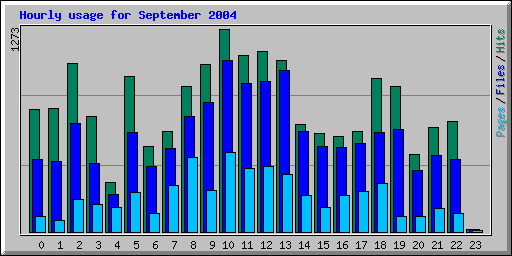 Hourly usage for September 2004
1273
Pages/Files/Hits
0 1 2 3 4 5 6 7 8 9 10 11 12 13 14 15 16 17 18 19 20 21 22 23